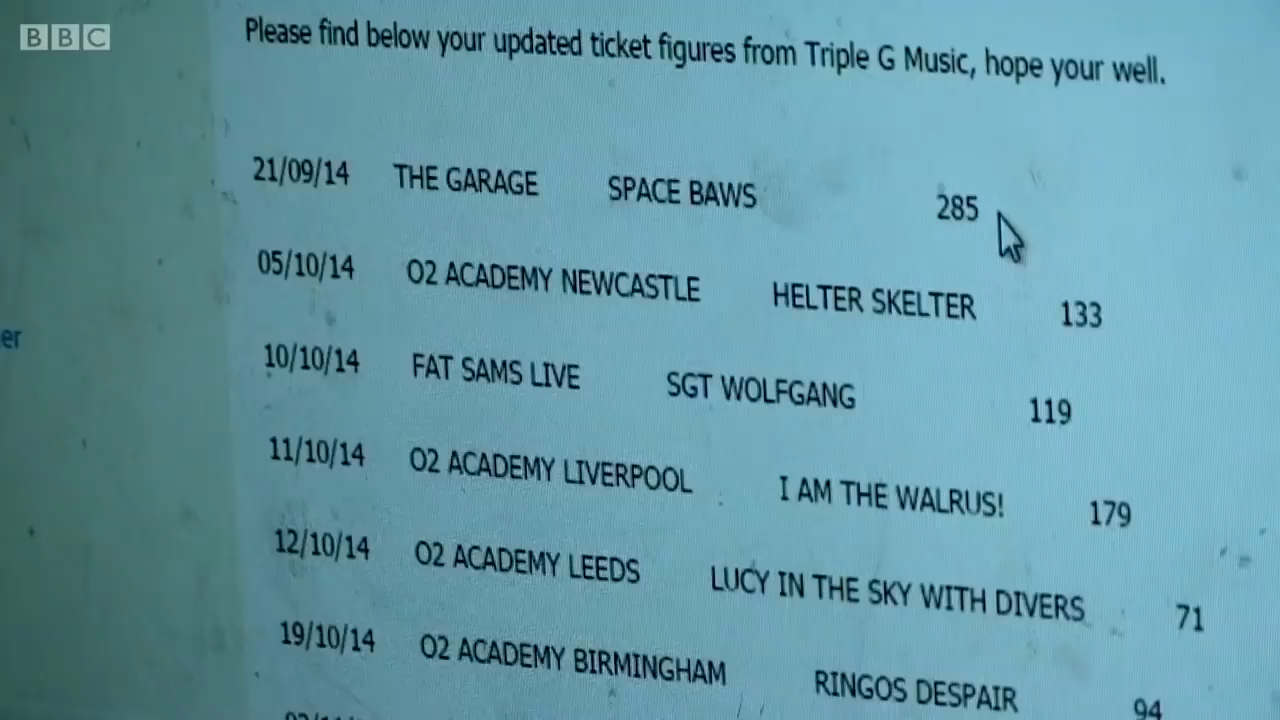 BBC
Please find below your updated ticket figures from Triple G Music, hope your well.
21/09/14 THE GARAGE SPACE BAWS 285
05/10/14 O2 ACADEMY NEWCASTLE HELTER SKELTER 133
er
10/10/14 FAT SAMS LIVE SGT WOLFGANG 119
11/10/14 O2 ACADEMY LIVERPOOL I AM THE WALRUS! 179
12/10/14 O2 ACADEMY LEEDS LUCY IN THE SKY WITH DIVERS 71
19/10/14 O2 ACADEMY BIRMINGHAM RINGOS DESPAIR 94